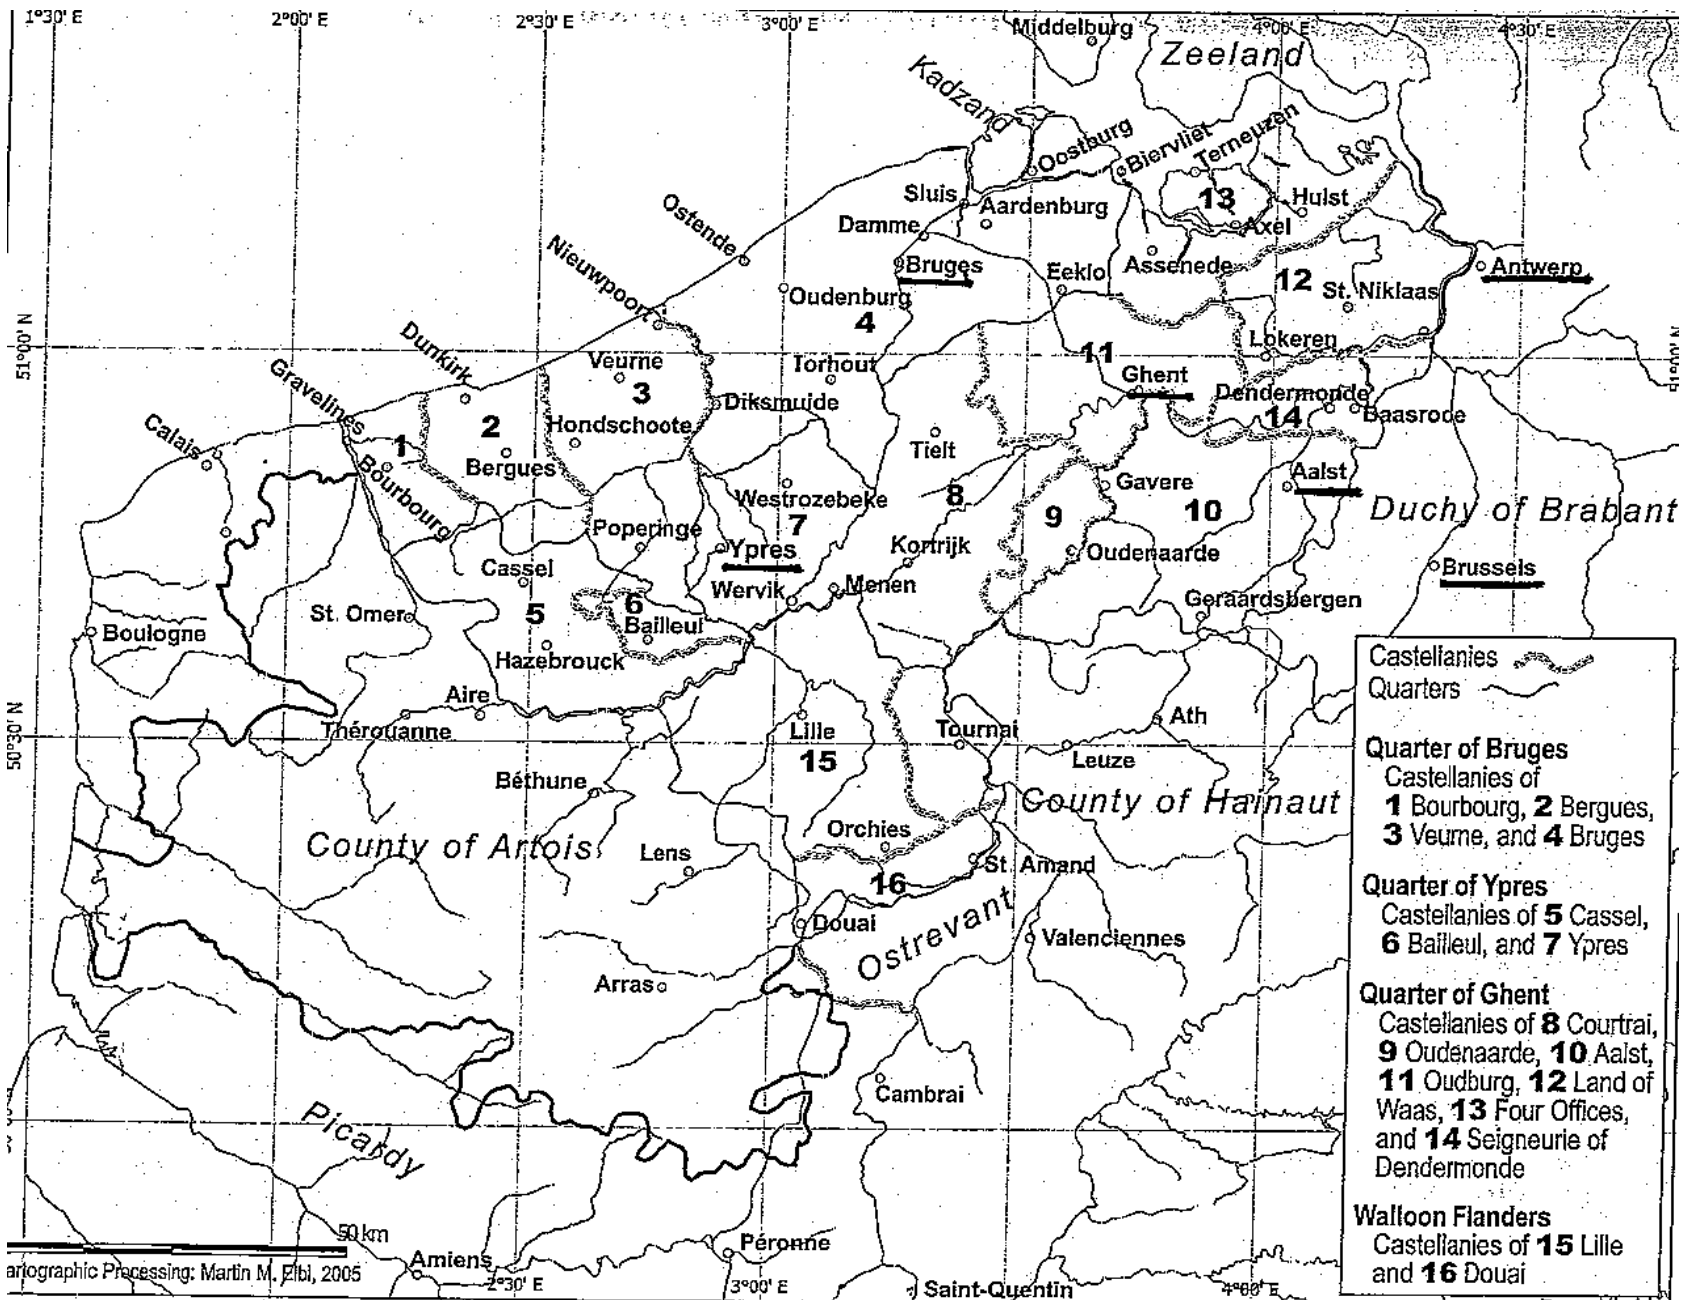 1°30' E
2°00' E
2°30' E
3°00' E
4°00' E
4°30' E
Middelburg
Zeeland
Kadzand
Oostburg
Biervliet
Terneuzen
Sluis
Aardenburg
13
Hulst
Ostende
Damme
Axel
Nieuwpoort
Bruges
Eeklo
Assenede
12
Antwerp
Oudenburg
St. Niklaas
4
51°00' N
Dunkirk
Veurne
Torhout
11
Lokeren
Gravelines
3
Ghent
Diksmuide
Dendermonde
Calais
2
Hondschoote
14
Baasrode
1
Bergues
Tielt
Bourbourg
Aalst
Westrozebeke
8
Gavere
Poperinge
7
9
10
Duchy of Brabant
Ypres
Kortrijk
Oudenaarde
Cassel
Wervik
Menen
Brussels
St. Omer
5
6
Geraardsbergen
Boulogne
Bailleul
Hazebrouck
Aire
50°30' N
Thérouanne
Lille
Tournai
Ath
15
Leuze
Béthune
County of Hainaut
County of Artois
Orchies
Lens
16
St. Amand
Douai
Ostrevant
Valenciennes
Arras
Cambrai
Picardy
50 km
Péronne
Amiens
artographic Processing: Martin M. Elbl, 2005
2°30' E
3°00' E
Saint-Quentin
4°00' E
Castellanies
Quarters
Quarter of Bruges
Castellanies of
1 Bourbourg, 2 Bergues,
3 Veurne, and 4 Bruges
Quarter of Ypres
Castellanies of 5 Cassel,
6 Bailleul, and 7 Ypres
Quarter of Ghent
Castellanies of 8 Courtrai,
9 Oudenaarde, 10 Aalst,
11 Oudburg, 12 Land of
Waas, 13 Four Offices,
and 14 Seigneurie of
Dendermonde
Walloon Flanders
Castellanies of 15 Lille
and 16 Douai